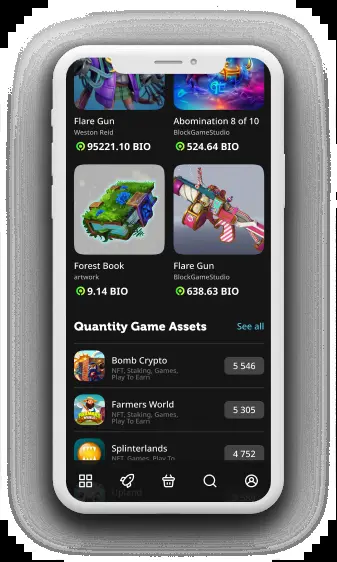 Flare Gun
Abomination 8 of 10
Weston Reid
BlockGameStudio
95221.10 BIO
524.64 BIO
Forest Book
Flare Gun
artwork
BlockGameStudio
9.14 BIO
638.63 BIO
Quantity Game Assets
See all
Bomb Crypto
NFT, Staking, Games,
Play To Earn
5 546
Farmers World
NFT, Staking, Games,
Play To Earn
5 305
Splinterlands
NFT, Games, Play To
4 752
Upland